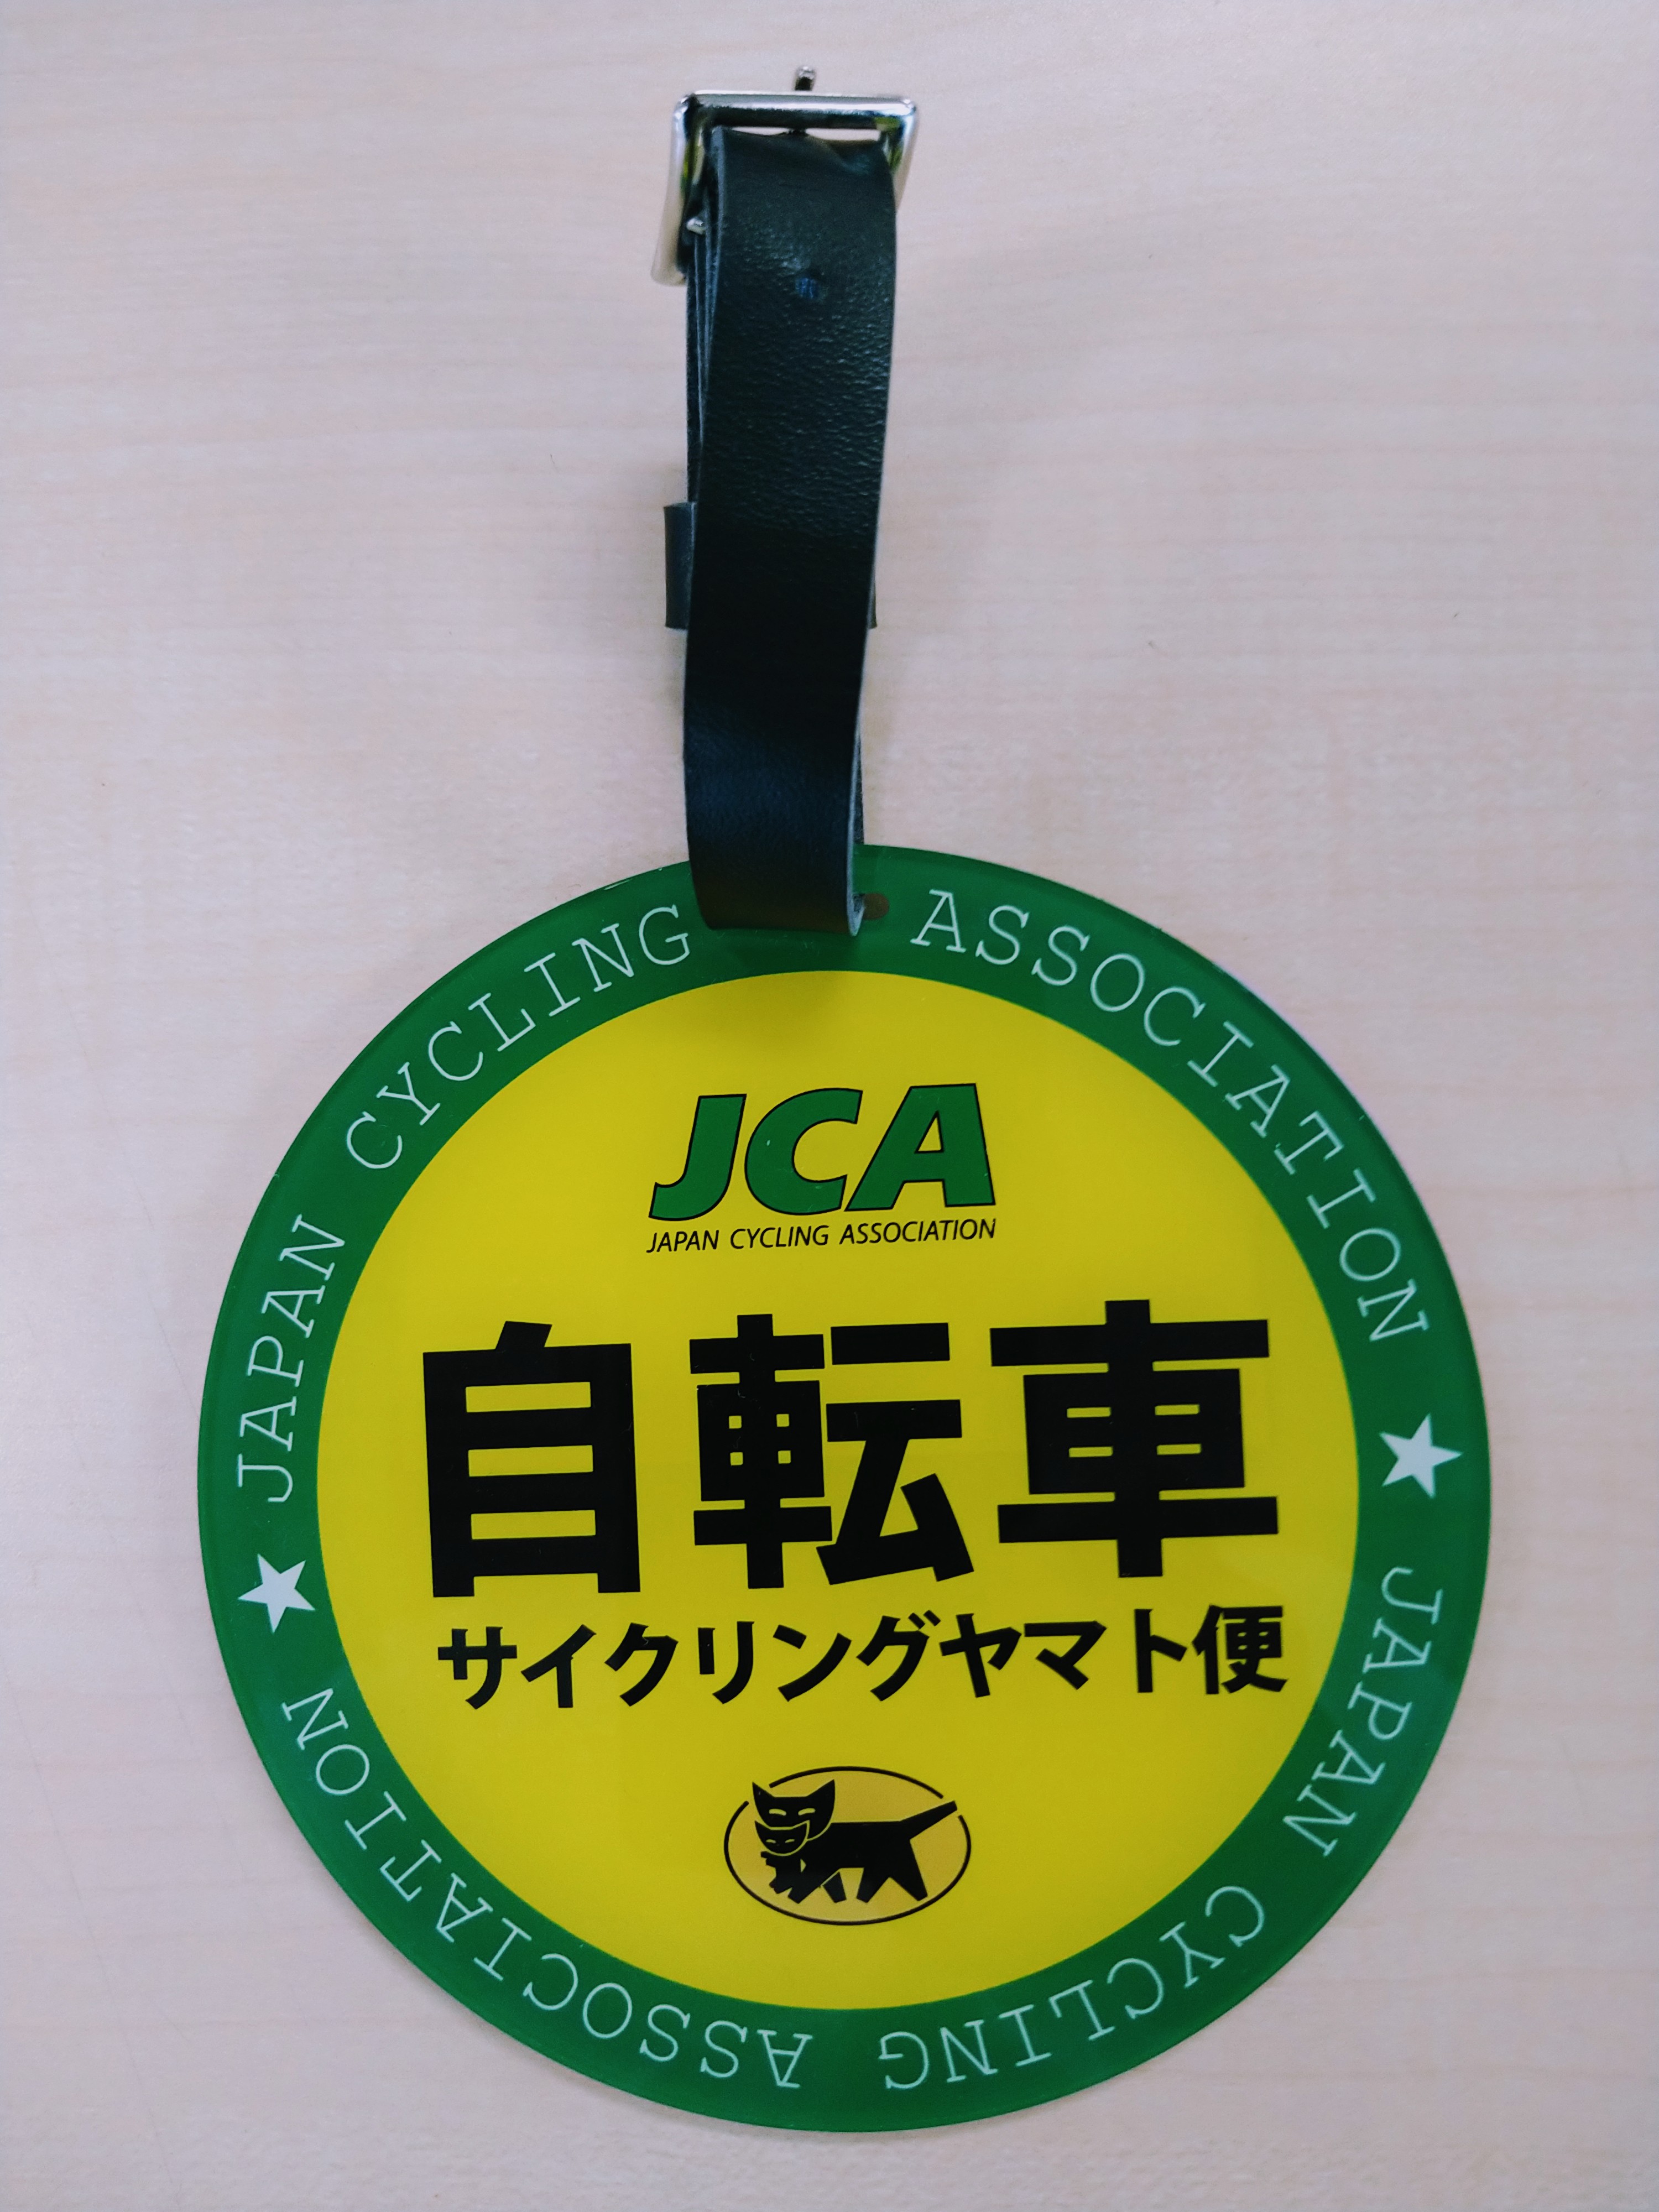 JAPAN CYCLING ASSOCIATION ★ JAPAN CYCLING ASSOCIATION ★
JCA
JAPAN CYCLING ASSOCIATION
自転車
サイクリングヤマト便